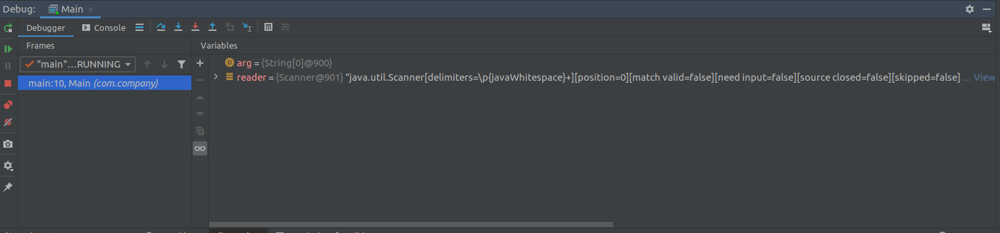 Debug: Main
Debugger Console
Frames
Variables
"main"...RUNNING
main:10, Main (com.company)
arg = {String[0]@900}
reader = {Scanner@901} "java.util.Scanner[delimiters=\p{javaWhitespace}+][position=0][match valid=false][need input=false][source closed=false][skipped=false] ... View